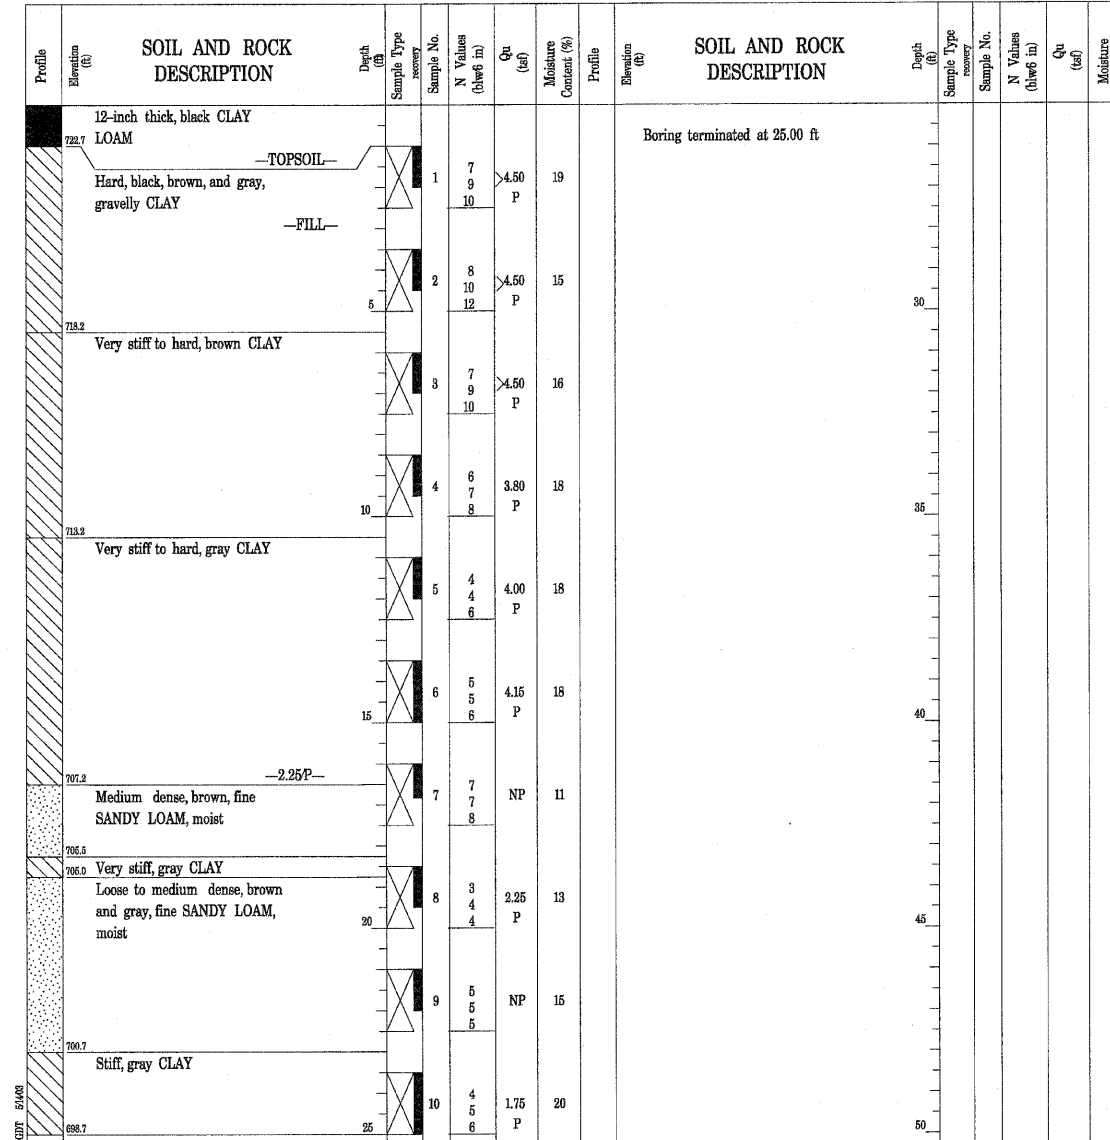 Profile
Elevation (ft)
SOIL AND ROCK DESCRIPTION
Depth (ft)
Sample Type recovery
Sample No.
N Values (blw6 in)
Qu (tsf)
Moisture Content (%)
Profile
Elevation (ft)
SOIL AND ROCK DESCRIPTION
Depth (ft)
Sample Type recovery
Sample No.
N Values (blw6 in)
Qu (tsf)
Moisture
12-inch thick, black CLAY
722.7 LOAM
Boring terminated at 25.00 ft
—TOPSOIL—
Hard, black, brown, and gray,
gravelly CLAY
1 7 9 10 >4.50 P 19
—FILL—
2 8 10 12 >4.50 P 15
5
30
718.2
Very stiff to hard, brown CLAY
3 7 9 10 >4.50 P 16
4 6 7 8 3.80 P 18
10
35
713.2
Very stiff to hard, gray CLAY
5 4 4 6 4.00 P 18
6 5 5 6 4.15 P 18
15
40
—2.25P—
707.2
Medium dense, brown, fine
SANDY LOAM, moist
7 7 7 8 NP 11
705.5
705.0 Very stiff, gray CLAY
Loose to medium dense, brown
and gray, fine SANDY LOAM,
moist
8 3 4 4 2.25 P 13
20
45
9 5 5 5 NP 15
700.7
Stiff, gray CLAY
10 4 5 6 1.75 P 20
698.7
25
50
GDT 5/14/03